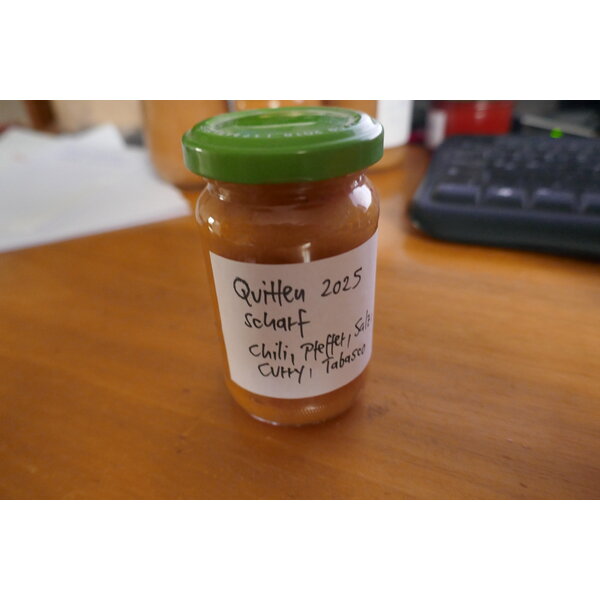 Quitten 2025
scharf
Chili, Pfeffer, Salz
Curry, Tabasco